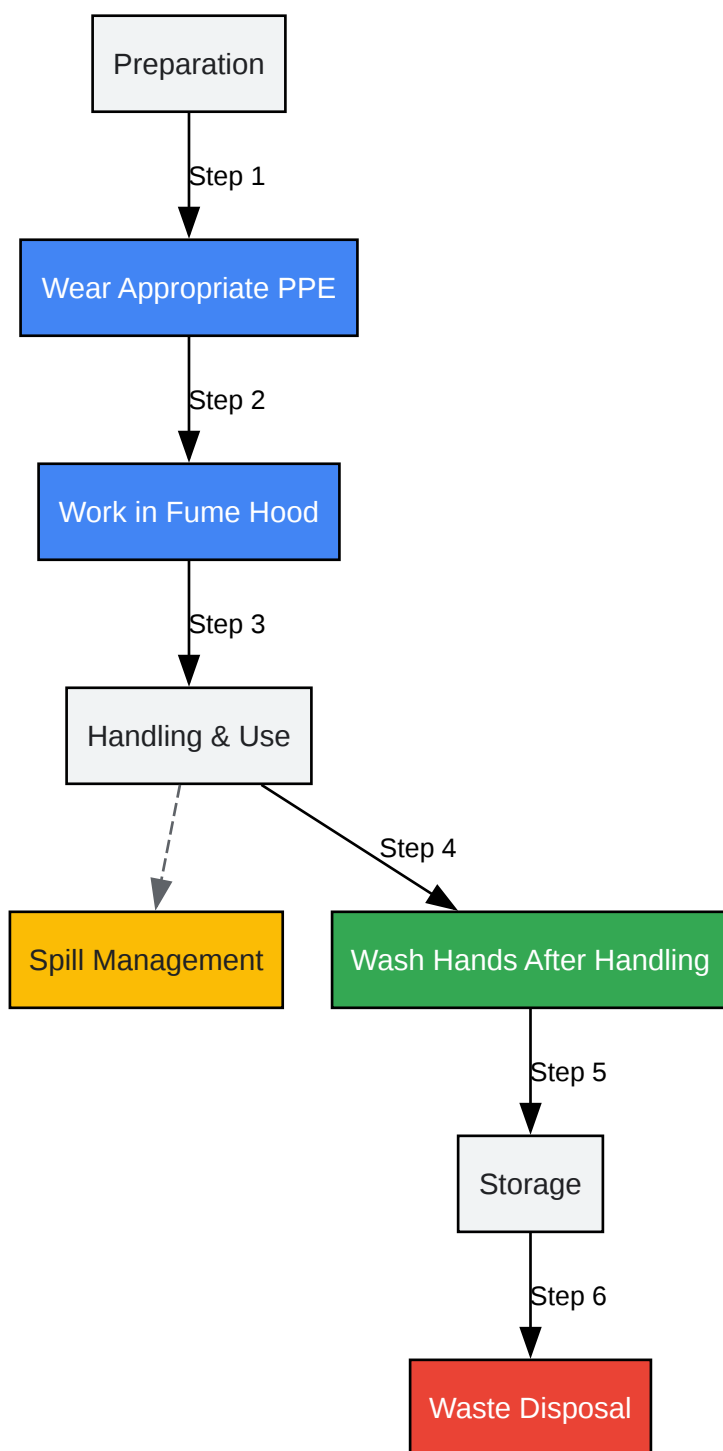 Preparation
Step 1
Wear Appropriate PPE
Step 2
Work in Fume Hood
Step 3
Handling & Use
Step 4
Spill Management
Wash Hands After Handling
Step 5
Storage
Step 6
Waste Disposal